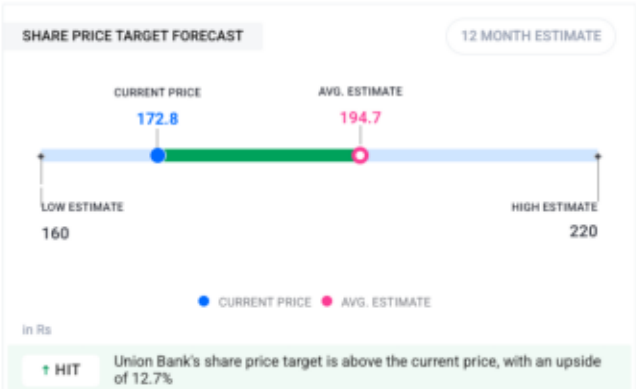 SHARE PRICE TARGET FORECAST
12 MONTH ESTIMATE
CURRENT PRICE
AVG. ESTIMATE
172.8
194.7
LOW ESTIMATE
HIGH ESTIMATE
160
220
CURRENT PRICE
AVG. ESTIMATE
in Rs
↑ HIT
Union Bank's share price target is above the current price, with an upside
of 12.7%